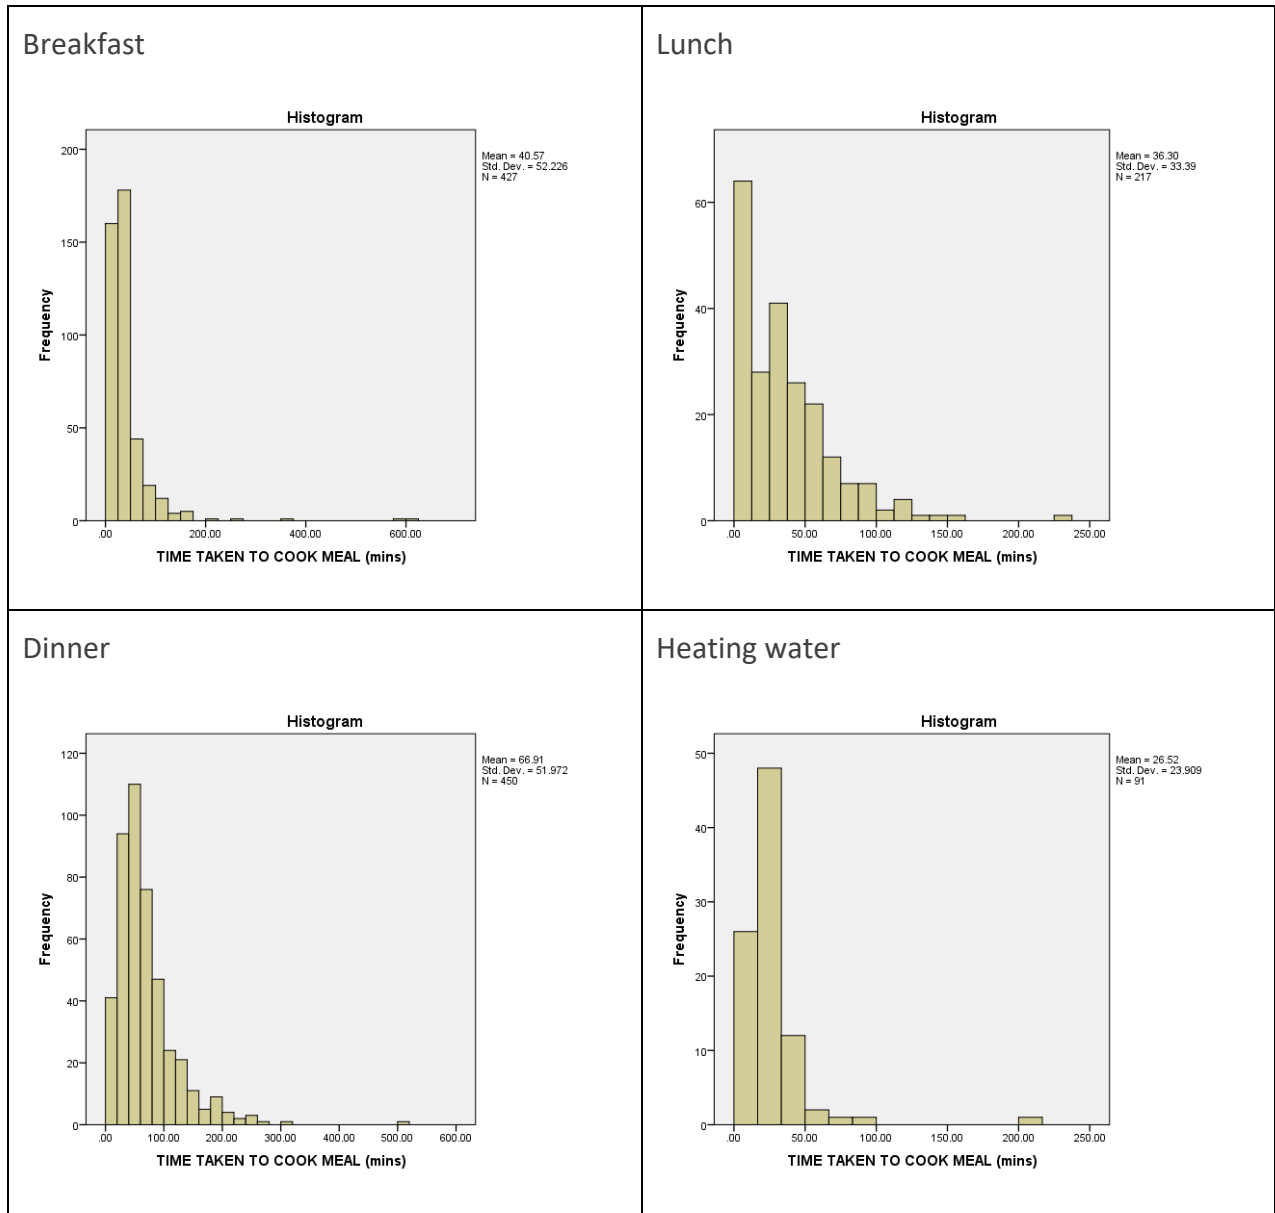 Breakfast
Histogram
200
150
100
50
0
Frequency
.00 200.00 400.00 600.00
TIME TAKEN TO COOK MEAL (mins)
Mean = 40.57
Std. Dev. = 52.226
N = 427
Lunch
Histogram
60
40
20
0
Frequency
.00 50.00 100.00 150.00 200.00 250.00
TIME TAKEN TO COOK MEAL (mins)
Mean = 36.30
Std. Dev. = 33.39
N = 217
Dinner
Histogram
120
100
80
60
40
20
0
Frequency
.00 100.00 200.00 300.00 400.00 500.00 600.00
TIME TAKEN TO COOK MEAL (mins)
Mean = 66.91
Std. Dev. = 51.972
N = 450
Heating water
Histogram
50
40
30
20
10
0
Frequency
.00 50.00 100.00 150.00 200.00 250.00
TIME TAKEN TO COOK MEAL (mins)
Mean = 26.52
Std. Dev. = 23.909
N = 91